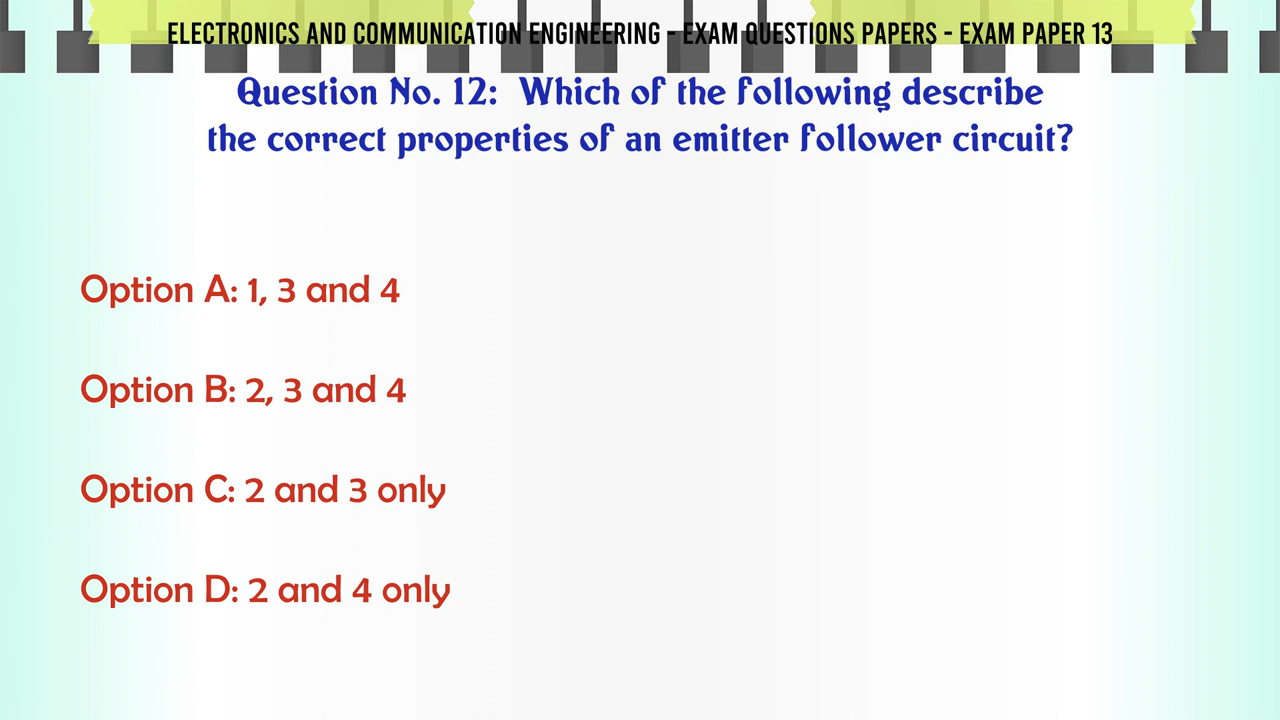 ELECTRONICS AND COMMUNICATION ENGINEERING - EXAM QUESTIONS PAPERS - EXAM PAPER 13
Question No. 12: Which of the following describe
the correct properties of an emitter follower circuit?
Option A: 1, 3 and 4
Option B: 2, 3 and 4
Option C: 2 and 3 only
Option D: 2 and 4 only